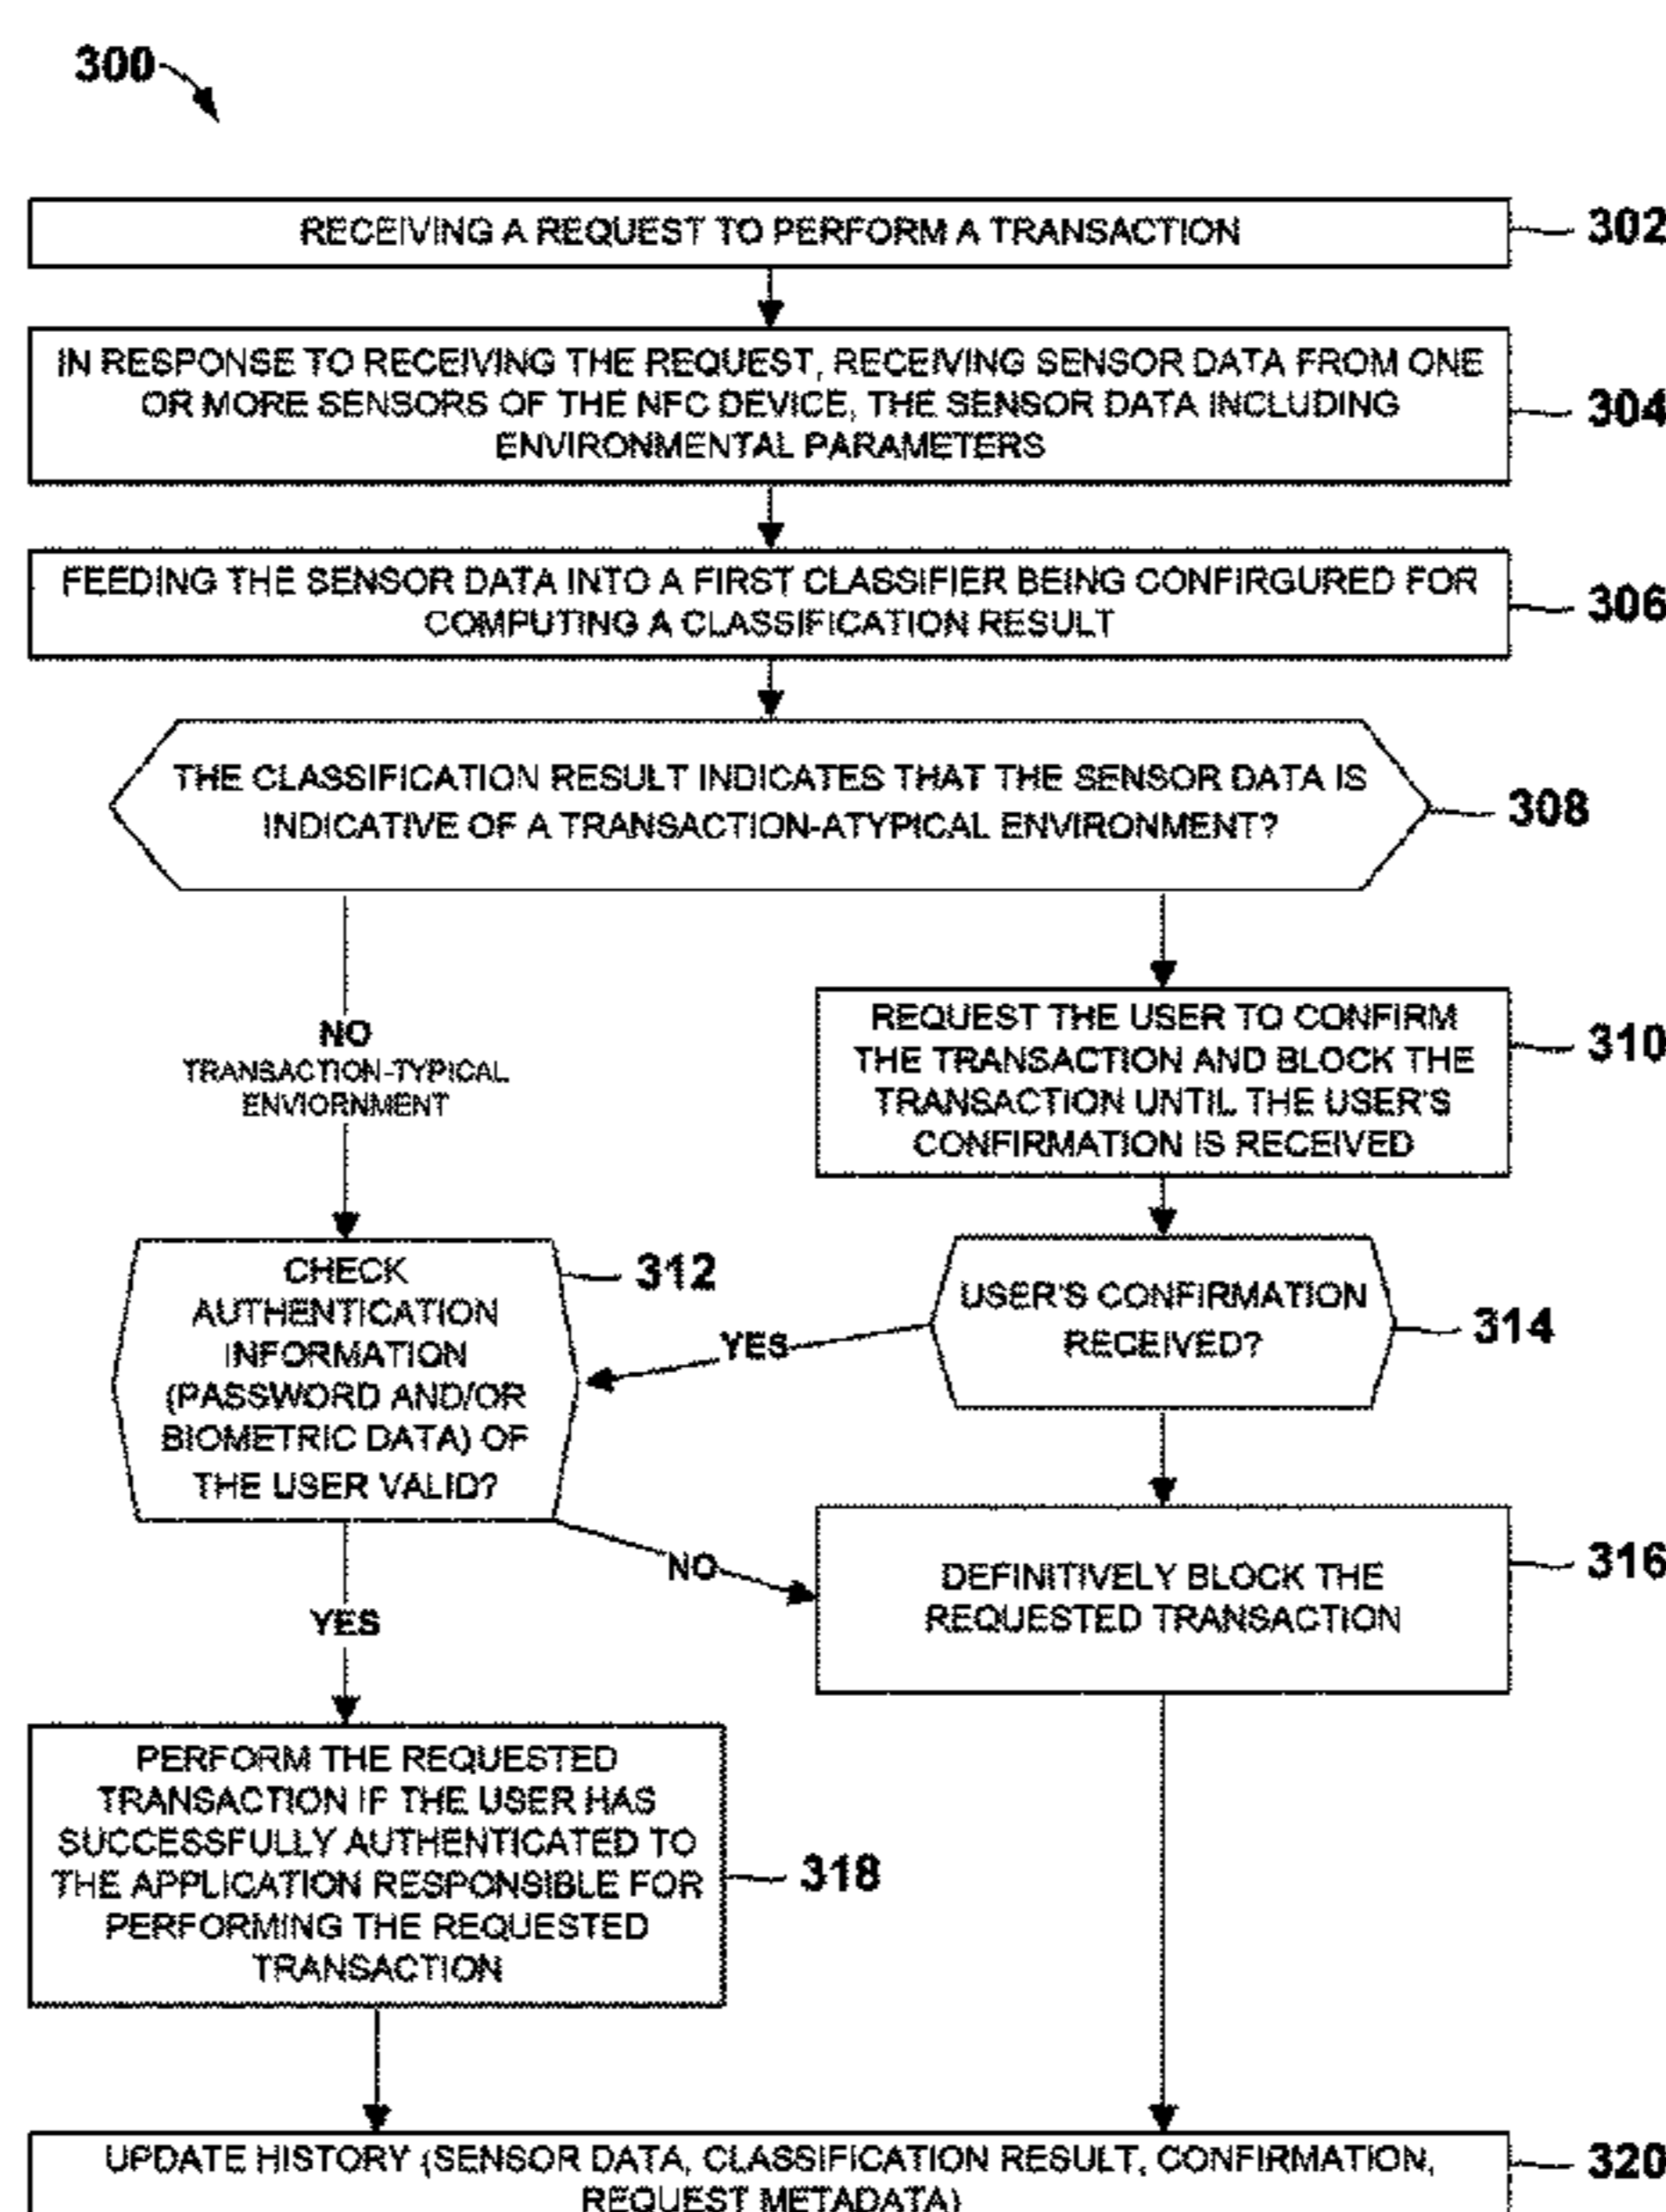 300
RECEIVING A REQUEST TO PERFORM A TRANSACTION
302
IN RESPONSE TO RECEIVING THE REQUEST, RECEIVING SENSOR DATA FROM ONE
OR MORE SENSORS OF THE NFC DEVICE, THE SENSOR DATA INCLUDING
ENVIRONMENTAL PARAMETERS
304
FEEDING THE SENSOR DATA INTO A FIRST CLASSIFIER BEING CONFIRGURED FOR
COMPUTING A CLASSIFICATION RESULT
306
THE CLASSIFICATION RESULT INDICATES THAT THE SENSOR DATA IS
INDICATIVE OF A TRANSACTION-ATYPICAL ENVIRONMENT?
308
NO
TRANSACTION-TYPICAL
ENVIORNMENT
REQUEST THE USER TO CONFIRM
THE TRANSACTION AND BLOCK THE
TRANSACTION UNTIL THE USER'S
CONFIRMATION IS RECEIVED
310
CHECK
AUTHENTICATION
INFORMATION
(PASSWORD AND/OR
BIOMETRIC DATA) OF
THE USER VALID?
312
YES
USER'S CONFIRMATION
RECEIVED?
314
NO
DEFINITIVELY BLOCK THE
REQUESTED TRANSACTION
316
YES
PERFORM THE REQUESTED
TRANSACTION IF THE USER HAS
SUCCESSFULLY AUTHENTICATED TO
THE APPLICATION RESPONSIBLE FOR
PERFORMING THE REQUESTED
TRANSACTION
318
UPDATE HISTORY (SENSOR DATA, CLASSIFICATION RESULT, CONFIRMATION,
REQUEST METADATA)
320